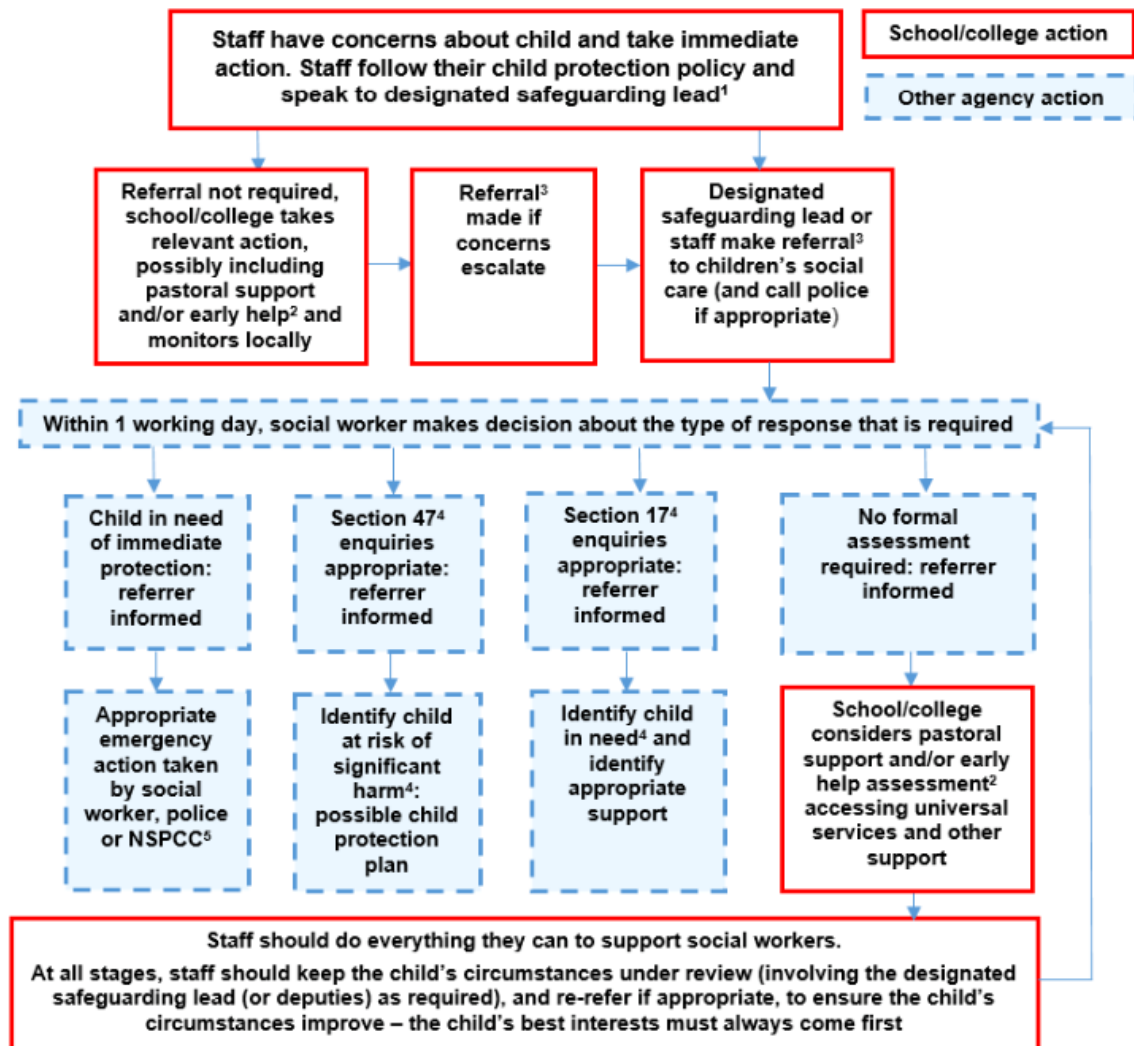 Staff have concerns about child and take immediate
action. Staff follow their child protection policy and
speak to designated safeguarding lead¹
School/college action
Other agency action
Referral not required,
school/college takes
relevant action,
possibly including
pastoral support
and/or early help² and
monitors locally
Referral³
made if
concerns
escalate
Designated
safeguarding lead or
staff make referral³
to children’s social
care (and call police
if appropriate)
Within 1 working day, social worker makes decision about the type of response that is required
Child in need
of immediate
protection:
referrer
informed
Section 47⁴
enquiries
appropriate:
referrer
informed
Section 17⁴
enquiries
appropriate:
referrer
informed
No formal
assessment
required: referrer
informed
Appropriate
emergency
action taken
by social
worker, police
or NSPCC⁵
Identify child
at risk of
significant
harm⁴:
possible child
protection
plan
Identify child
in need⁴ and
identify
appropriate
support
School/college
considers pastoral
support and/or early
help assessment²
accessing universal
services and other
support
Staff should do everything they can to support social workers.
At all stages, staff should keep the child’s circumstances under review (involving the designated
safeguarding lead (or deputies) as required), and re-refer if appropriate, to ensure the child’s
circumstances improve – the child’s best interests must always come first